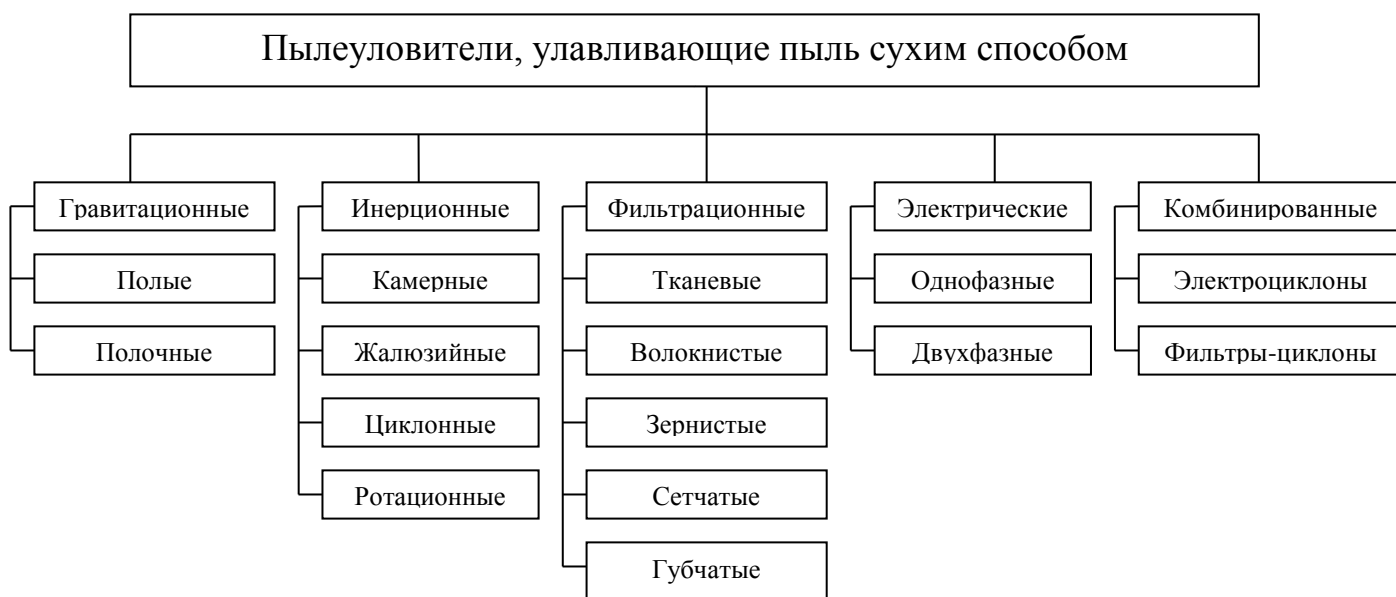 Пылеуловители, улавливающие пыль сухим способом
Гравитационные
Полые
Полочные
Инерционные
Камерные
Жалюзийные
Циклонные
Ротационные
Фильтрационные
Тканевые
Волокнистые
Зернистые
Сетчатые
Губчатые
Электрические
Однофазные
Двухфазные
Комбинированные
Электроциклоны
Фильтры-циклоны